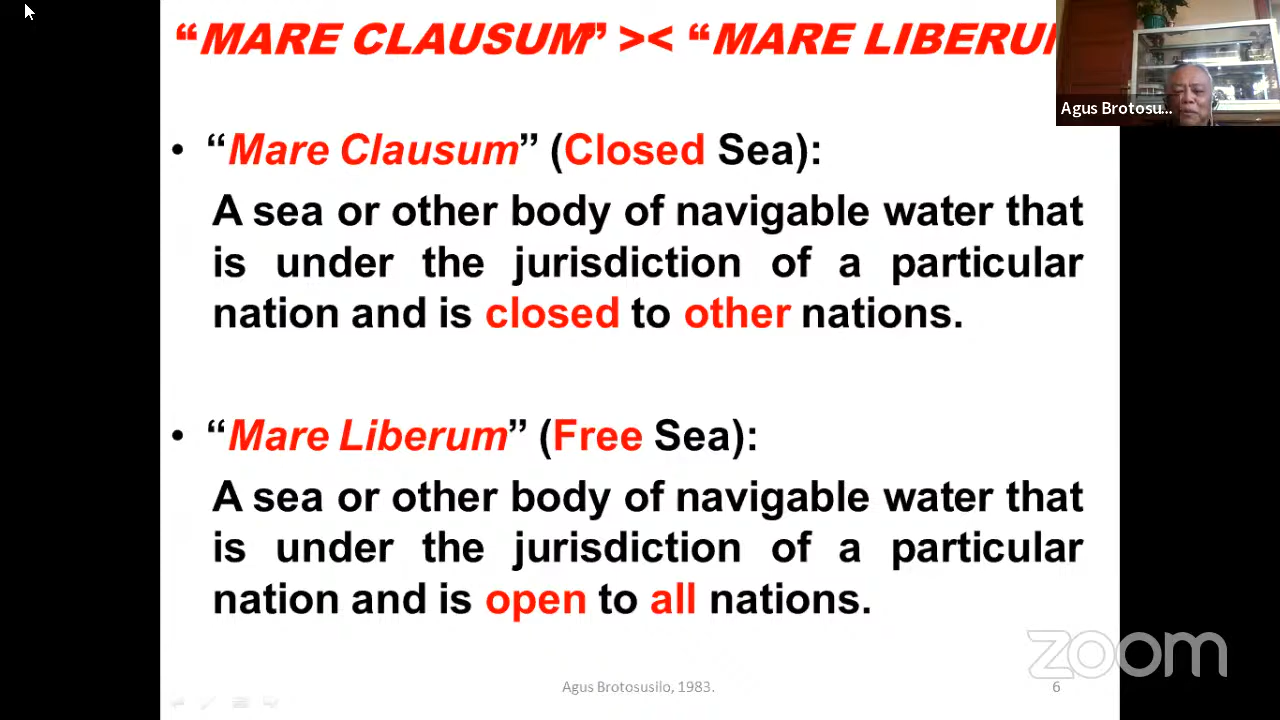 “MARE CLAUSUM” >< “MARE LIBERU
Agus Brotosu...
• “Mare Clausum” (Closed Sea):
A sea or other body of navigable water that
is under the jurisdiction of a particular
nation and is closed to other nations.
• “Mare Liberum” (Free Sea):
A sea or other body of navigable water that
is under the jurisdiction of a particular
nation and is open to all nations.
zoom
Agus Brotosusilo, 1983.
6